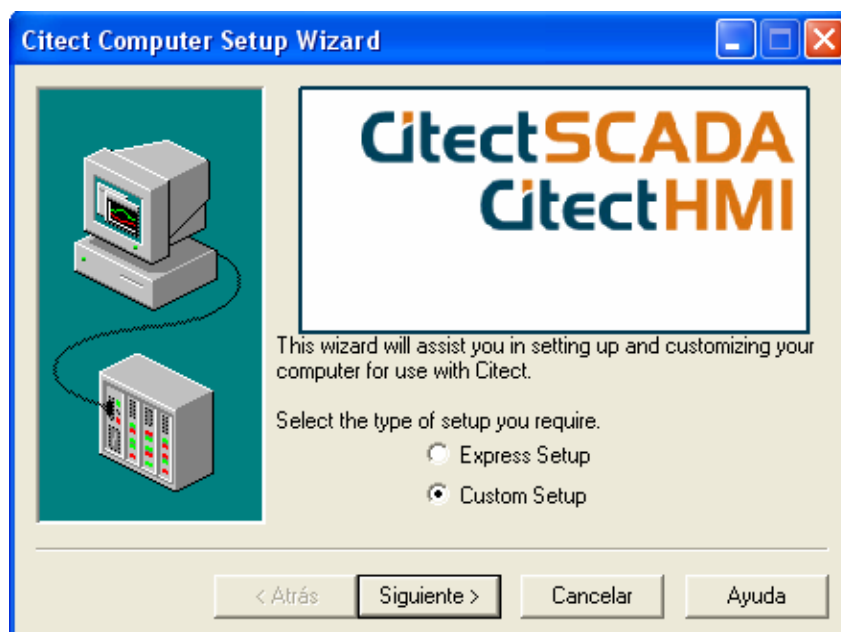 Citect Computer Setup Wizard
CitectSCADA
CitectHMI
This wizard will assist you in setting up and customizing your
computer for use with Citect.
Select the type of setup you require.
Express Setup
Custom Setup
< Atrás Siguiente > Cancelar Ayuda